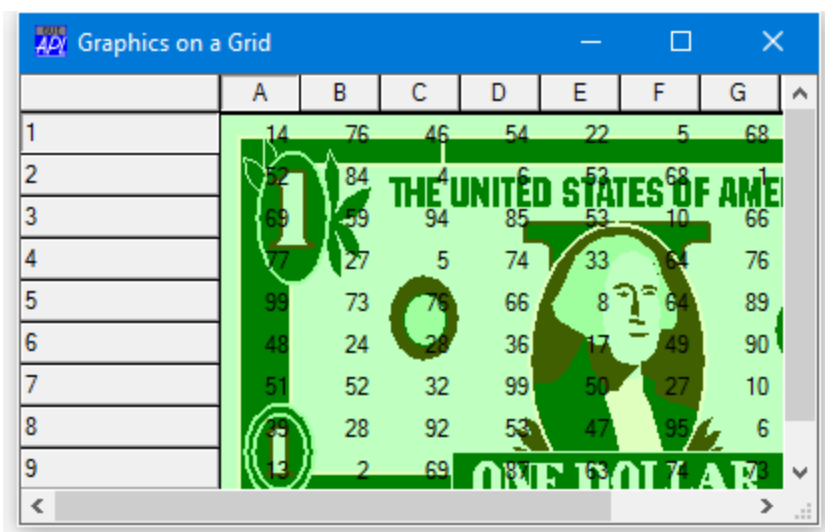 API Graphics on a Grid
A B C D E F G
1 14 76 46 54 22 5 68
2 52 84 4 6 53 68 1
THE UNITED STATES OF AME
3 69 59 94 85 53 10 66
4 77 27 5 74 33 64 76
5 99 73 76 66 8 64 89
6 48 24 28 36 17 49 90
7 51 52 32 99 50 27 10
8 39 28 92 53 47 95 6
9 13 2 69 87 63 74 73
ONE DOLLAR
1
1